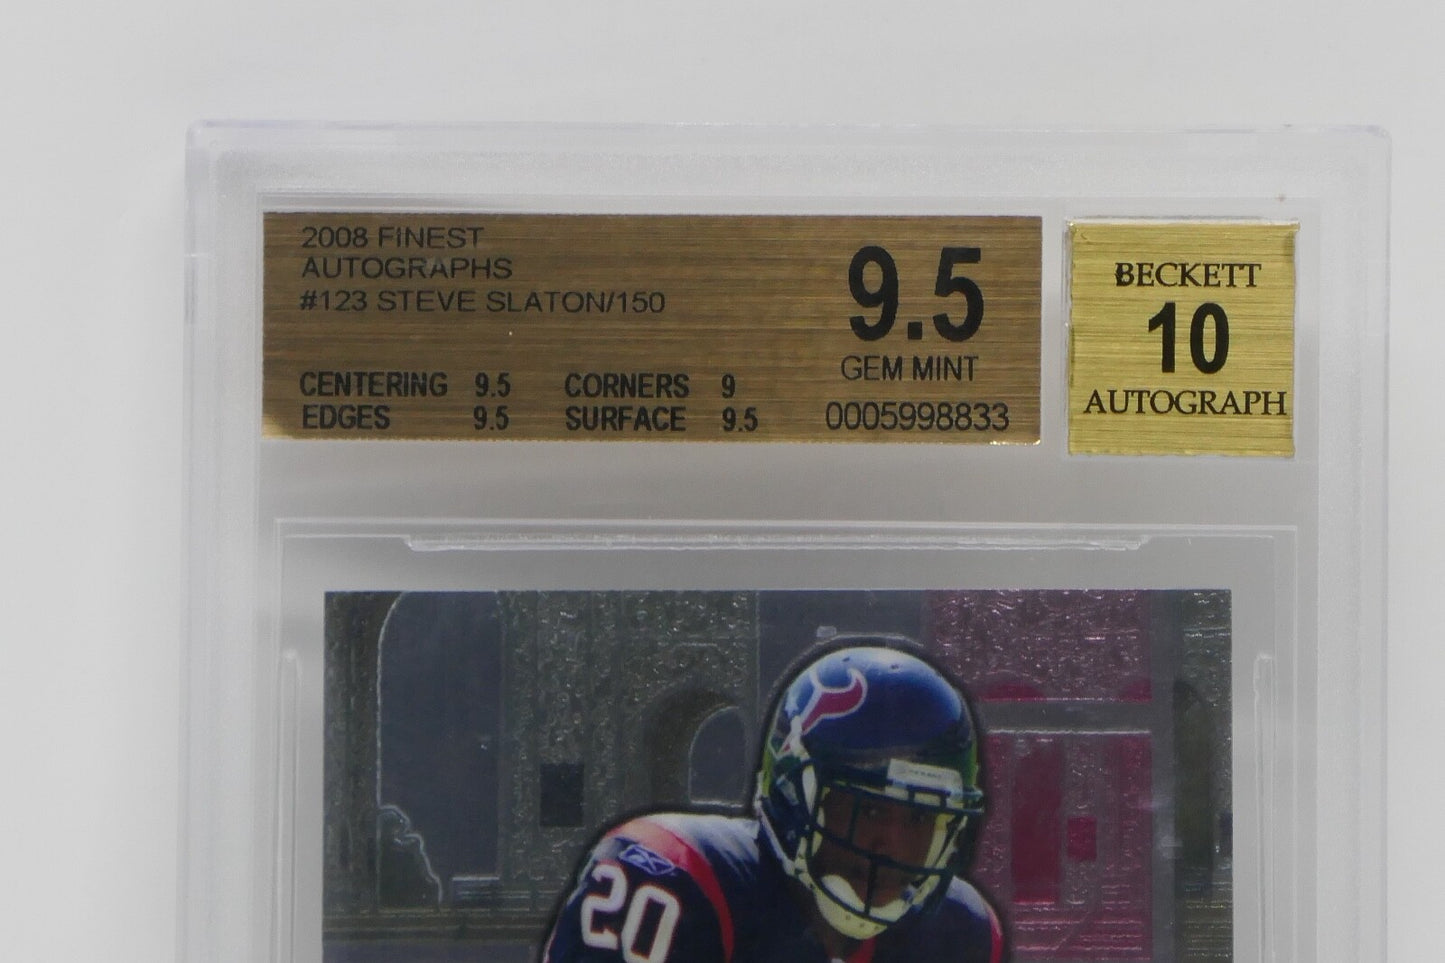 2008 FINEST
AUTOGRAPHS
#123 STEVE SLATON/150
9.5
GEM MINT
CENTERING 9.5 CORNERS 9
EDGES 9.5 SURFACE 9.5
0005998833
BECKETT
10
AUTOGRAPH
20